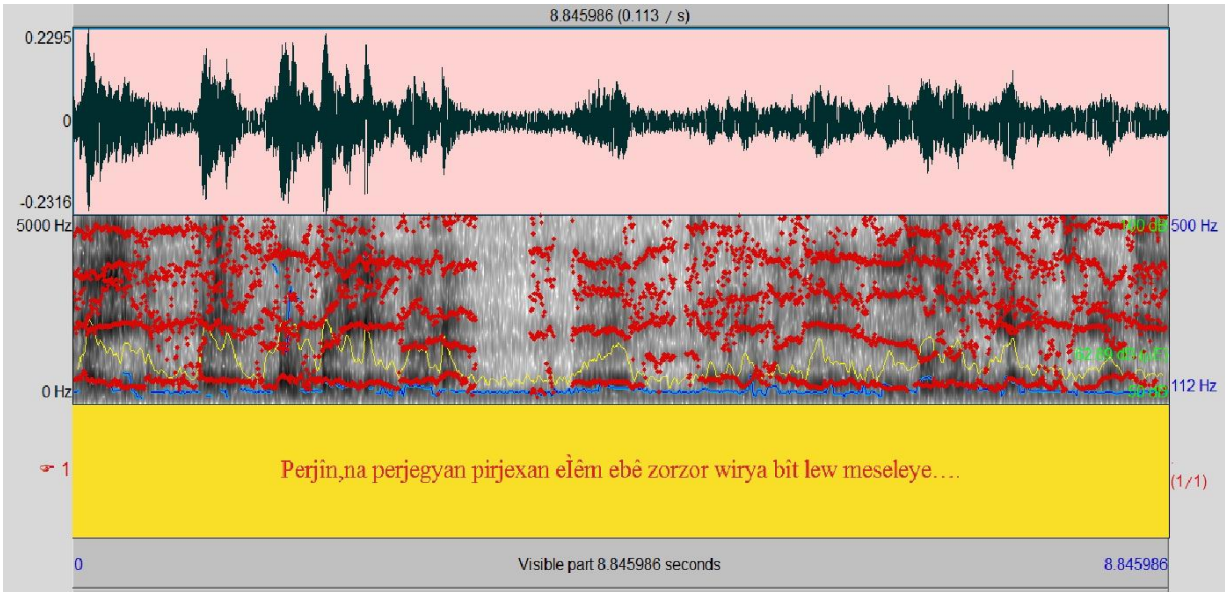 8.845986 (0.113 / s)
0.2295
0
-0.2316
5000 Hz
500 Hz
0 Hz
112 Hz
1
Perjîn,na perjegyan pirjexan eÌêm ebê zorzor wirya bît lew meseleye….
(1/1)
0
Visible part 8.845986 seconds
8.845986